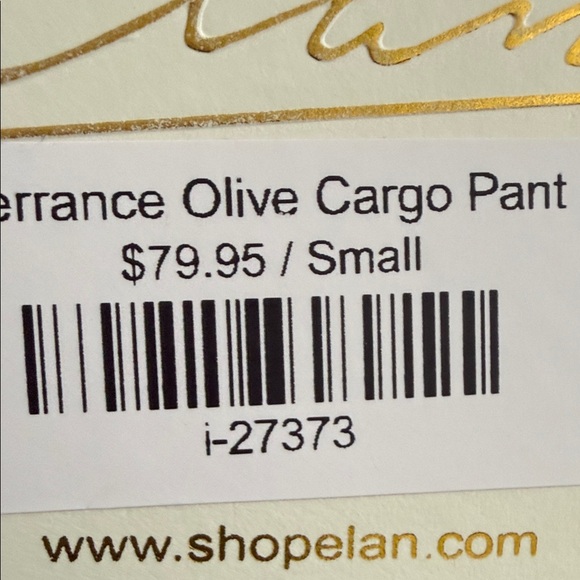 errance Olive Cargo Pant
$79.95 / Small
i-27373
www.shopelan.com